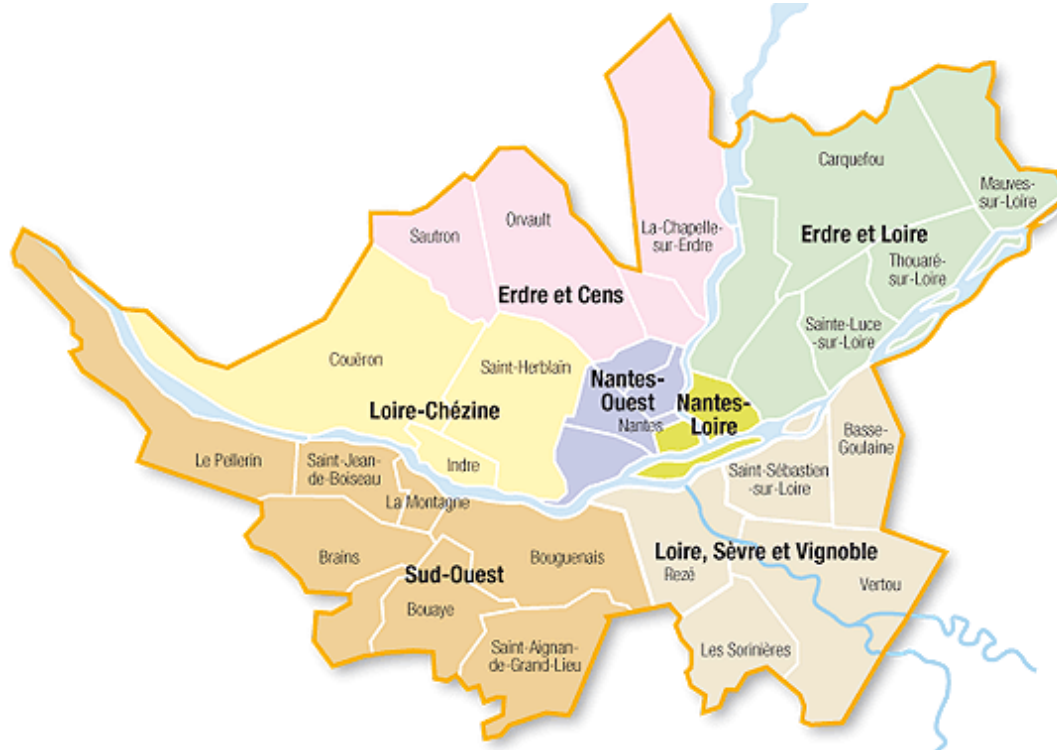 Carquefou
Mauves-
sur-Loire
Orvault
La-Chapelle-
sur-Erdre
Sautron
Erdre et Loire
Thouaré-
sur-Loire
Erdre et Cens
Sainte-Luce
-sur-Loire
Couëron
Saint-Herblain
Nantes-
Ouest
Nantes
Nantes-
Loire
Loire-Chézine
Basse-
Goulaine
Le Pellerin
Saint-Jean-
de-Boiseau
Indre
Saint-Sébastien
-sur-Loire
La Montagne
Brains
Sud-Ouest
Bouguenais
Loire, Sèvre et Vignoble
Rezé
Vertou
Bouaye
Saint-Aignan-
de-Grand-Lieu
Les Sorinières